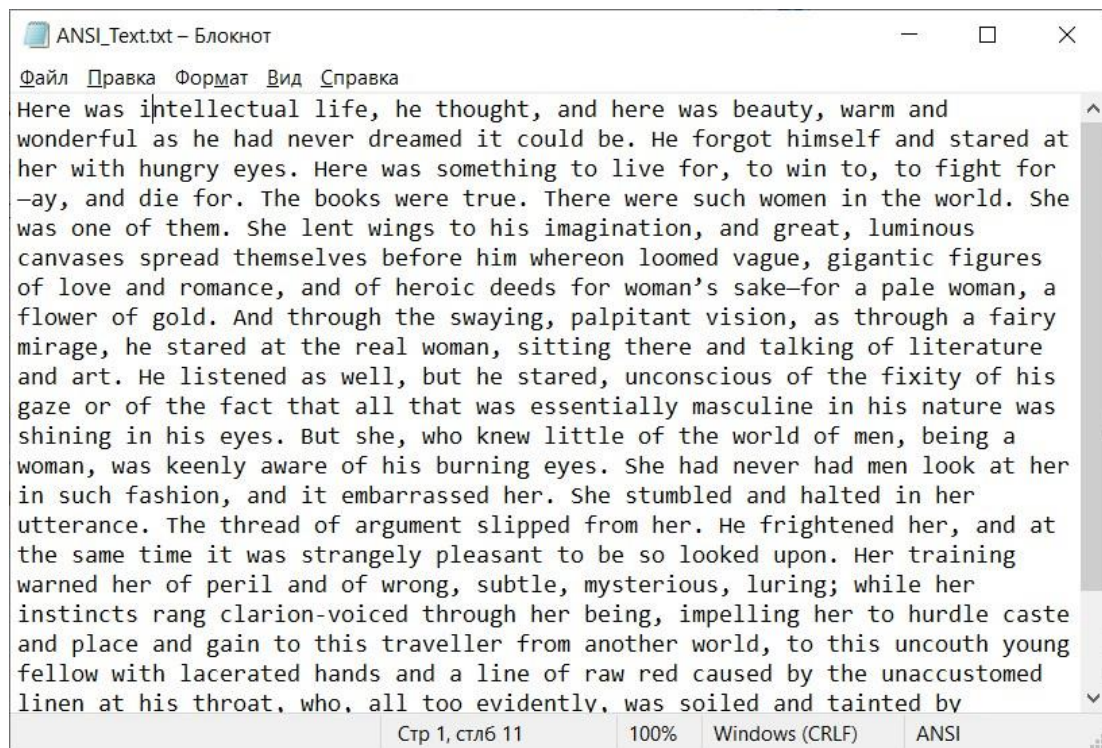 ANSI_Text.txt – Блокнот
Файл Правка Формат Вид Справка
Here was intellectual life, he thought, and here was beauty, warm and
wonderful as he had never dreamed it could be. He forgot himself and stared at
her with hungry eyes. Here was something to live for, to win to, to fight for
—ay, and die for. The books were true. There were such women in the world. She
was one of them. She lent wings to his imagination, and great, luminous
canvases spread themselves before him whereon loomed vague, gigantic figures
of love and romance, and of heroic deeds for woman’s sake—for a pale woman, a
flower of gold. And through the swaying, palpitant vision, as through a fairy
mirage, he stared at the real woman, sitting there and talking of literature
and art. He listened as well, but he stared, unconscious of the fixity of his
gaze or of the fact that all that was essentially masculine in his nature was
shining in his eyes. But she, who knew little of the world of men, being a
woman, was keenly aware of his burning eyes. She had never had men look at her
in such fashion, and it embarrassed her. She stumbled and halted in her
utterance. The thread of argument slipped from her. He frightened her, and at
the same time it was strangely pleasant to be so looked upon. Her training
warned her of peril and of wrong, subtle, mysterious, luring; while her
instincts rang clarion-voiced through her being, impelling her to hurdle caste
and place and gain to this traveller from another world, to this uncouth young
fellow with lacerated hands and a line of raw red caused by the unaccustomed
linen at his throat, who, all too evidently, was soiled and tainted by
Стр 1, стлб 11 100% Windows (CRLF) ANSI